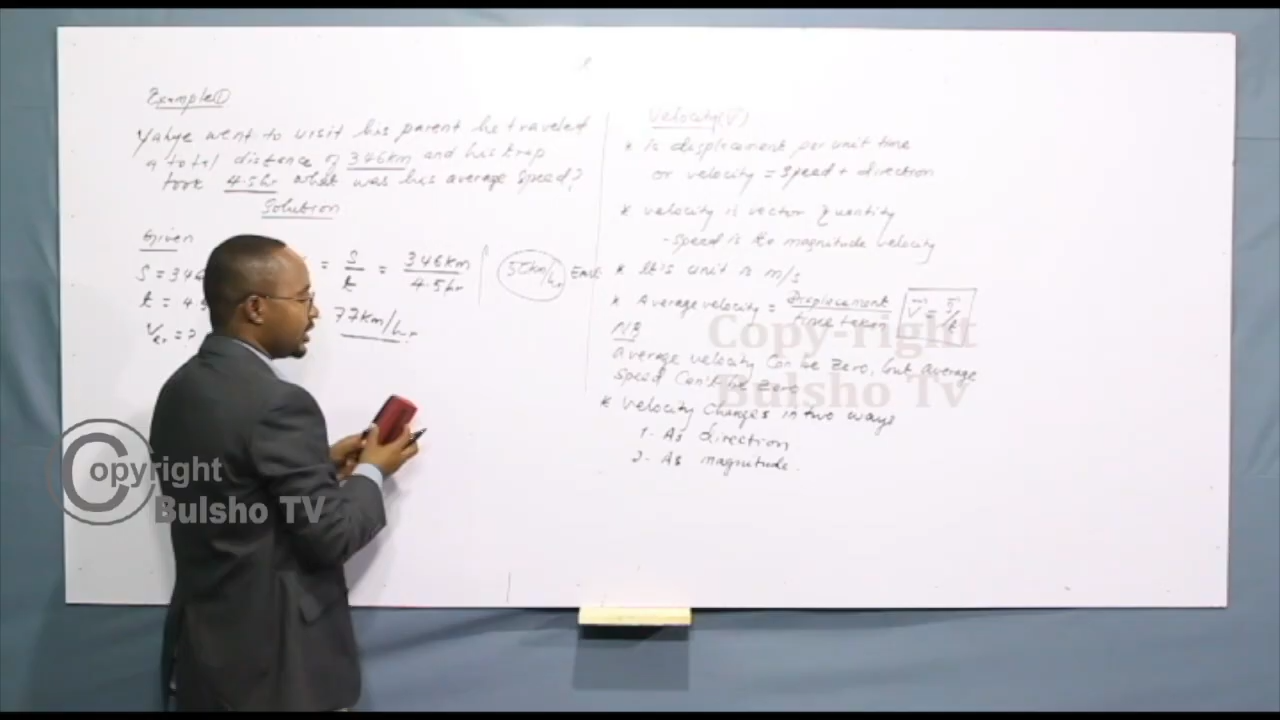 Example①
Yahye went to visit his parent he traveled
a total distance of 346km and his trip
took 4.5hr what was his average speed?
Solution
Given
S = 346
t = 4.5
= S/t = 346km/4.5hr
77km/hr
km/hr East
Velocity(V)
* is displacement per unit time
or velocity = speed + direction
* velocity is vector quantity
- speed is the magnitude velocity
* It's unit is m/s
* Average velocity = Displacement/time taken
V = S/t
NB
average velocity Can be zero, but average
speed Can't be zero
* Velocity Changes in two ways
1- As direction
2- As magnitude.
Copy-right
Bulsho Tv
Copyright
Bulsho TV